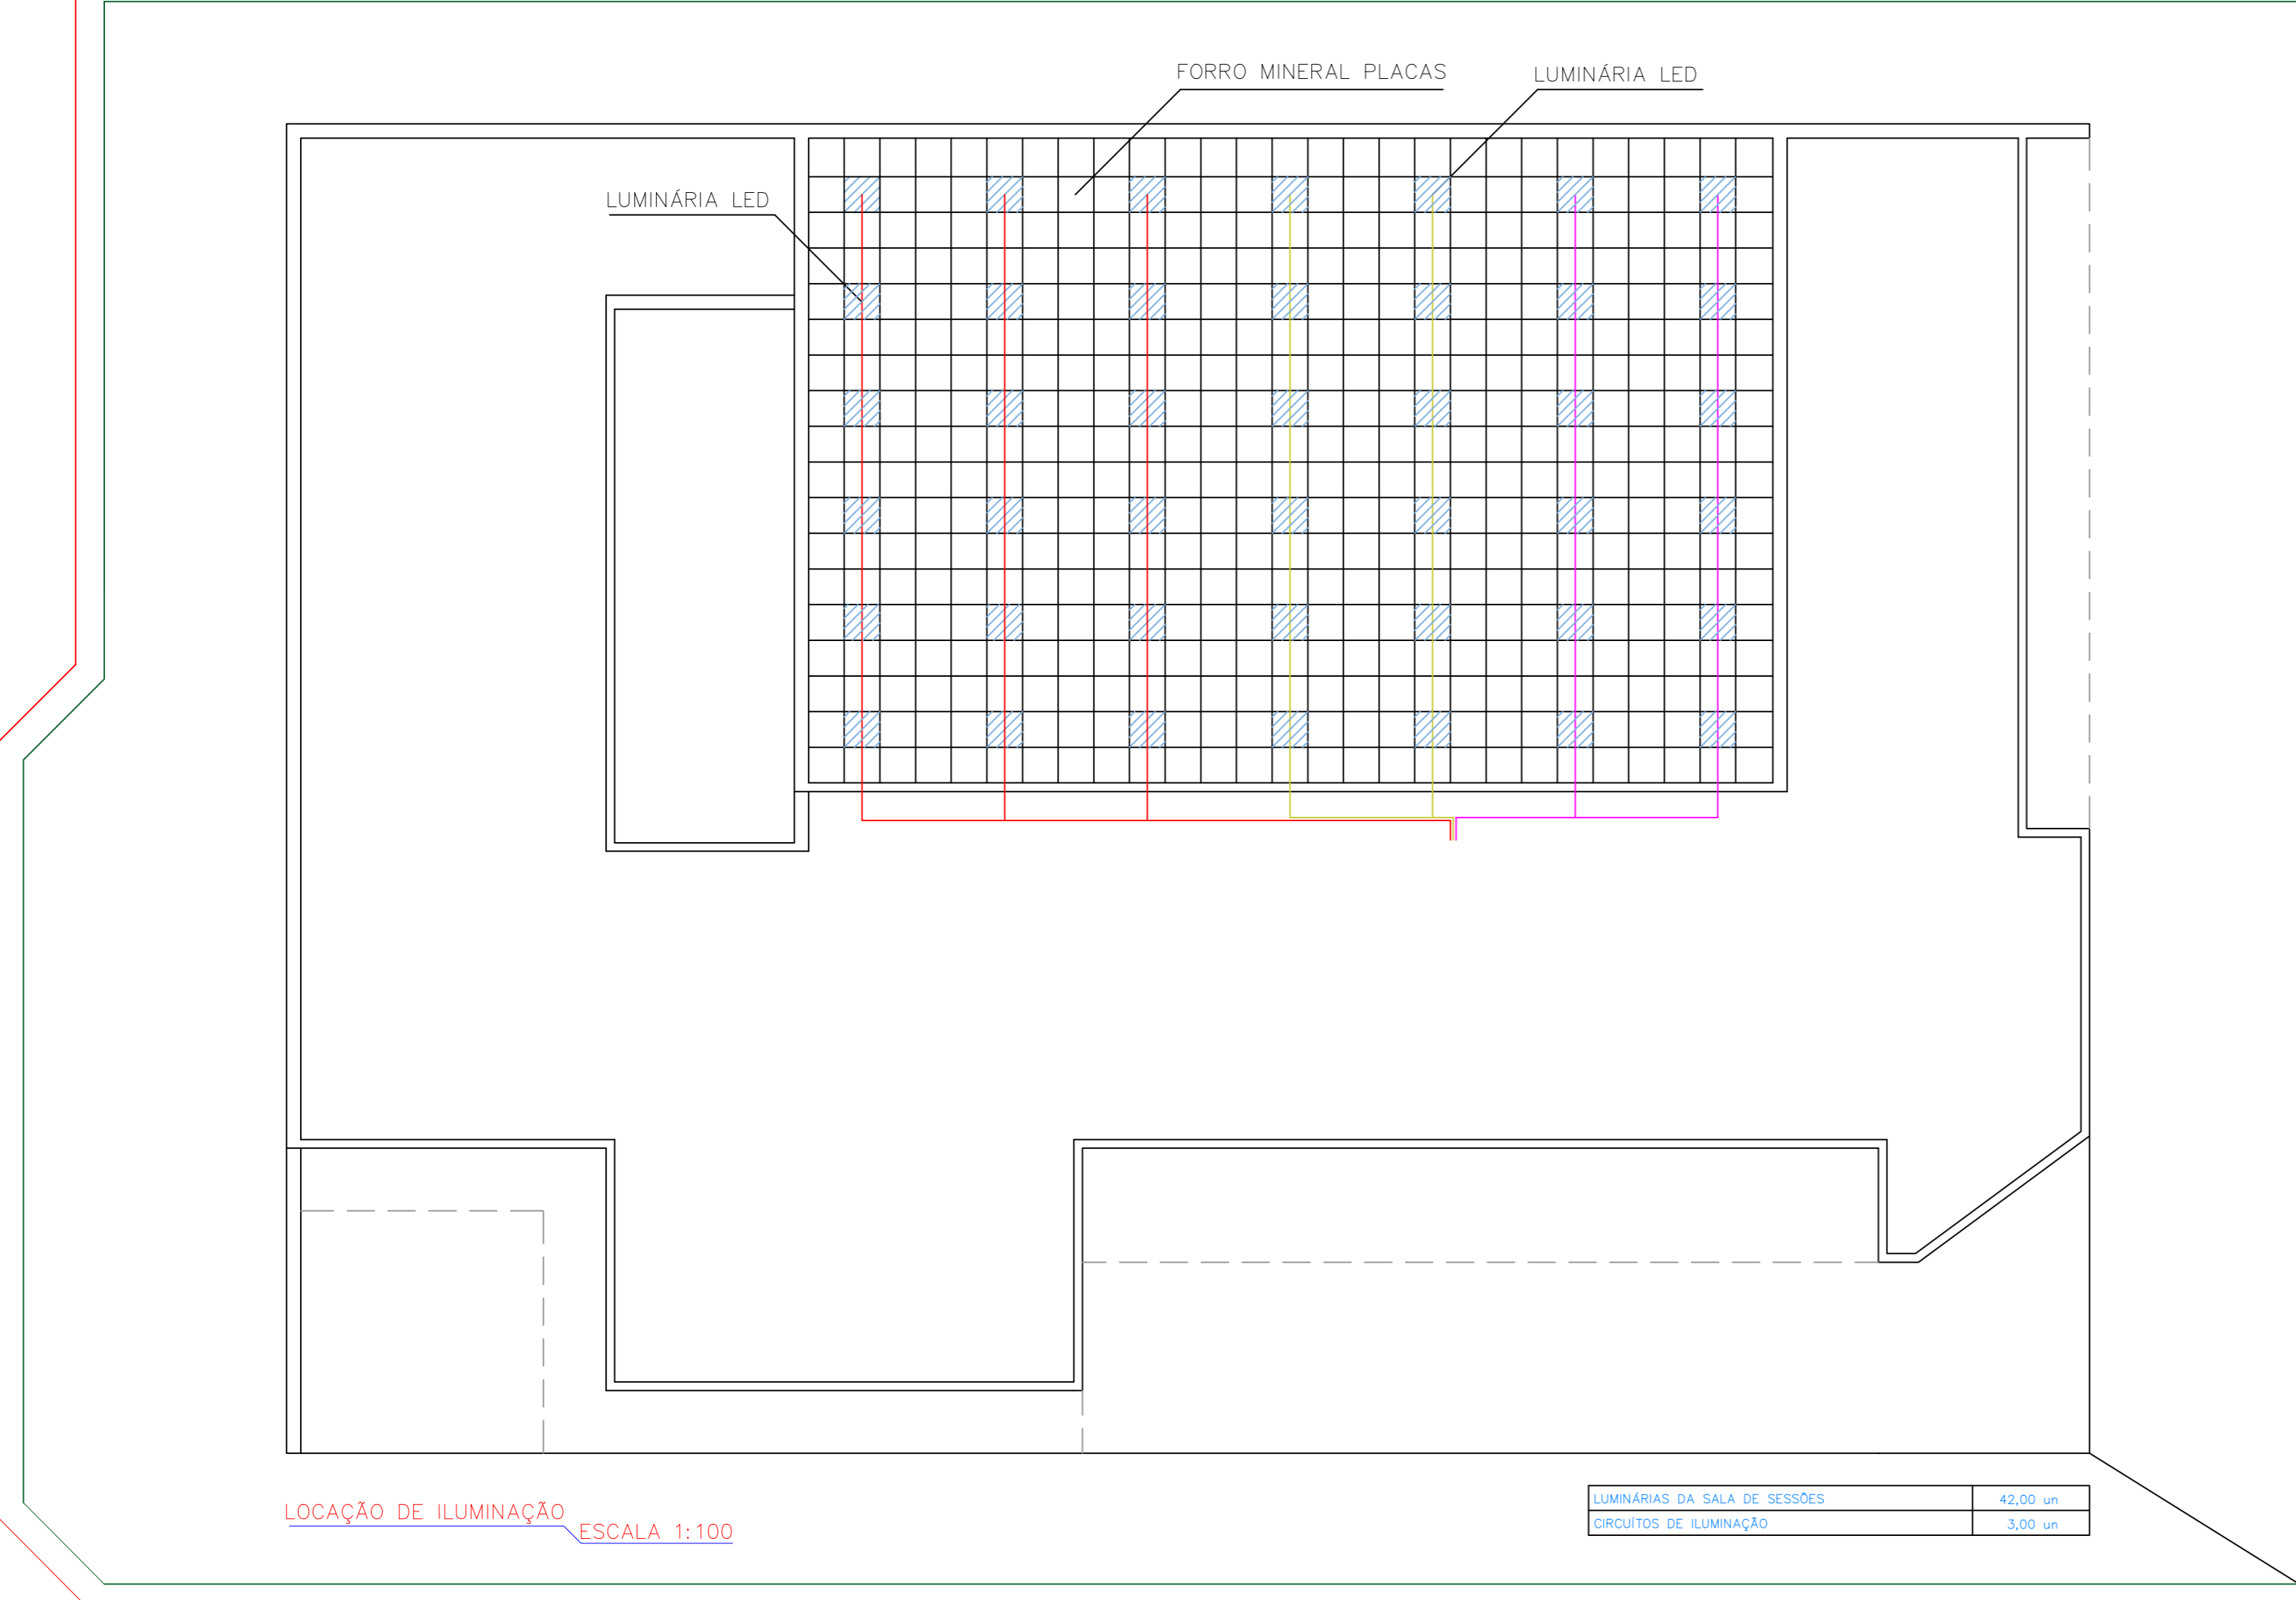 FORRO MINERAL PLACAS
LUMINÁRIA LED
LUMINÁRIA LED
LOCAÇÃO DE ILUMINAÇÃO
ESCALA 1:100
LUMINÁRIAS DA SALA DE SESSÕES 42,00 un
CIRCUÍTOS DE ILUMINAÇÃO 3,00 un